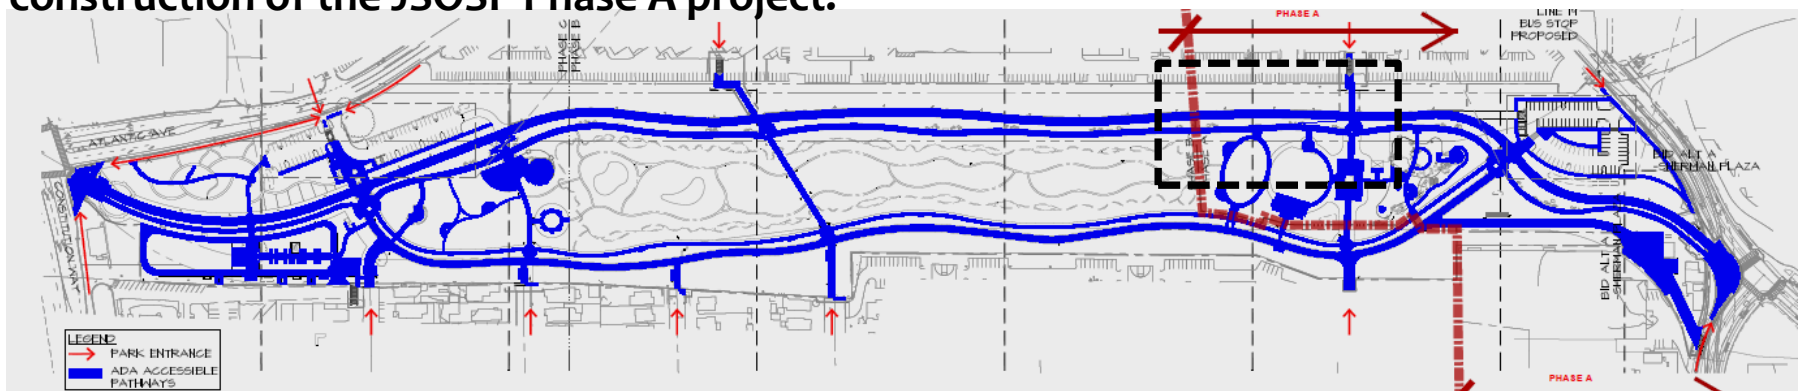 construction of the JSOSP Phase A project.
PHASE A
LINE 14
BUS STOP
PROPOSED
PHASE C
PHASE B
ATLANTIC AVE
BID ALT A
SHERMAN PLAZA
CONSTITUTION WAY
BID ALT A
SHERMAN PLAZA
LEGEND
PARK ENTRANCE
ADA ACCESSIBLE
PATHWAYS
PHASE A